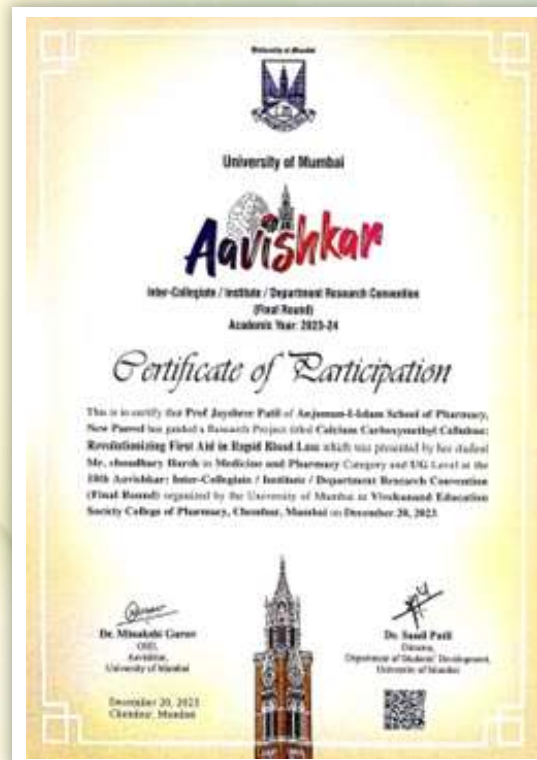 University of Mumbai
University of Mumbai
Aavishkar
Inter-Collegiate / Institute / Department Research Convention
(Final Round)
Academic Year: 2023-24
Certificate of Participation
This is to certify that Prof Jayshree Patil of Anjuman-I-Islam School of Pharmacy,
New Panvel has guided a Research Project titled Calcium Carboxymethyl Cellulose:
Revolutionizing First Aid in Rapid Blood Loss which was presented by her student
Mr. choudhary Harsh in Medicine and Pharmacy Category and UG Level at the
18th Aavishkar: Inter-Collegiate / Institute / Department Research Convention
(Final Round) organized by the University of Mumbai at Vivekanand Education
Society College of Pharmacy, Chembur, Mumbai on December 20, 2023.
Dr. Minakshi Gurav
OSD,
Aavishkar,
University of Mumbai
December 20, 2023
Chembur, Mumbai
Dr. Sunil Patil
Director,
Department of Students' Development,
University of Mumbai